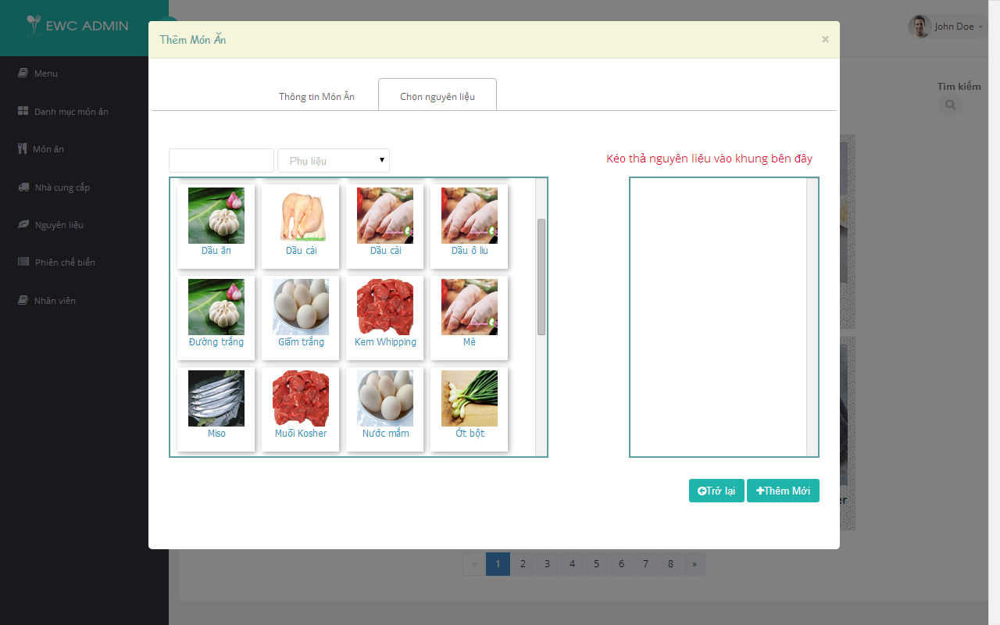 EWC ADMIN
John Doe
Thêm Món Ăn
×
Menu
Danh mục món ăn
Món ăn
Nhà cung cấp
Nguyên liệu
Phiên chế biến
Nhân viên
Tìm kiếm
Thông tin Món Ăn
Chọn nguyên liệu
Phụ liệu
Kéo thả nguyên liệu vào khung bên đây
Dầu ăn
Dầu cải
Dầu cải
Dầu ô liu
Đường trắng
Giấm trắng
Kem Whipping
Mè
Miso
Muối Kosher
Nước mắm
Ớt bột
Trở lại
Thêm Mới
er
« 1 2 3 4 5 6 7 8 »